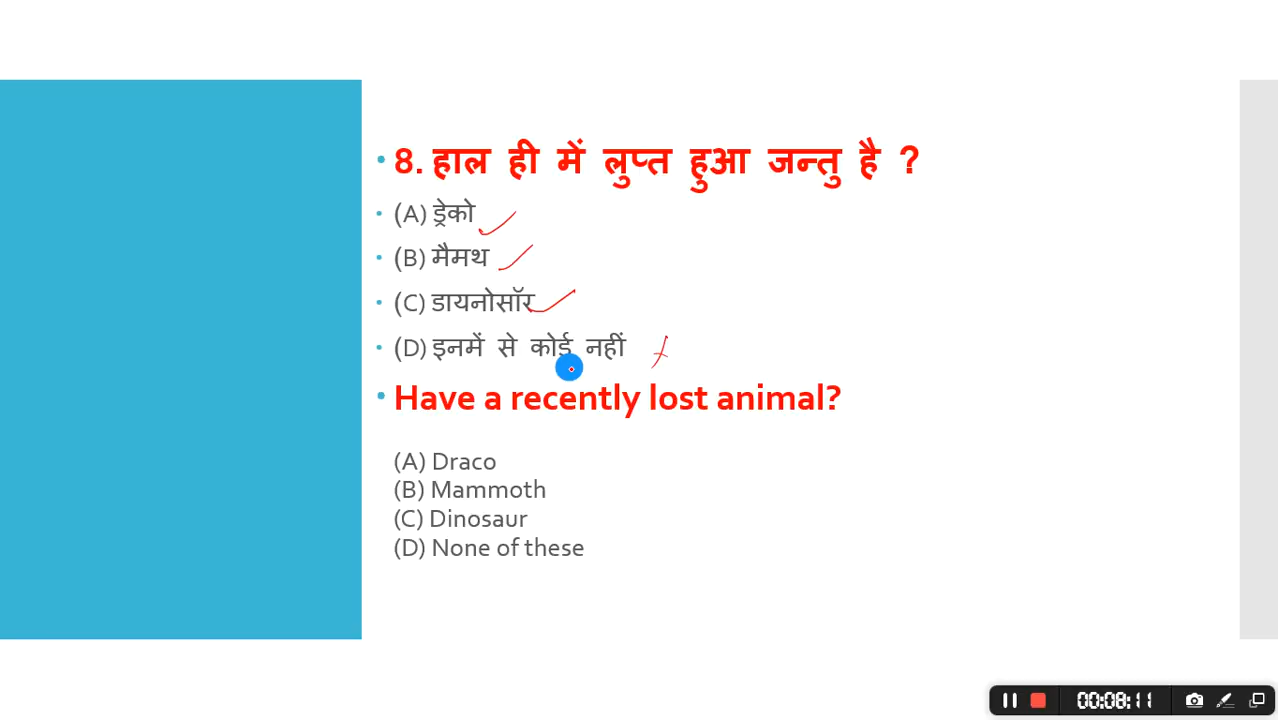 8. हाल ही में लुप्त हुआ जन्तु है ?
(A) ड्रेको
(B) मैमथ
(C) डायनोसॉर
(D) इनमें से कोई नहीं
Have a recently lost animal?
(A) Draco
(B) Mammoth
(C) Dinosaur
(D) None of these
00:08:11